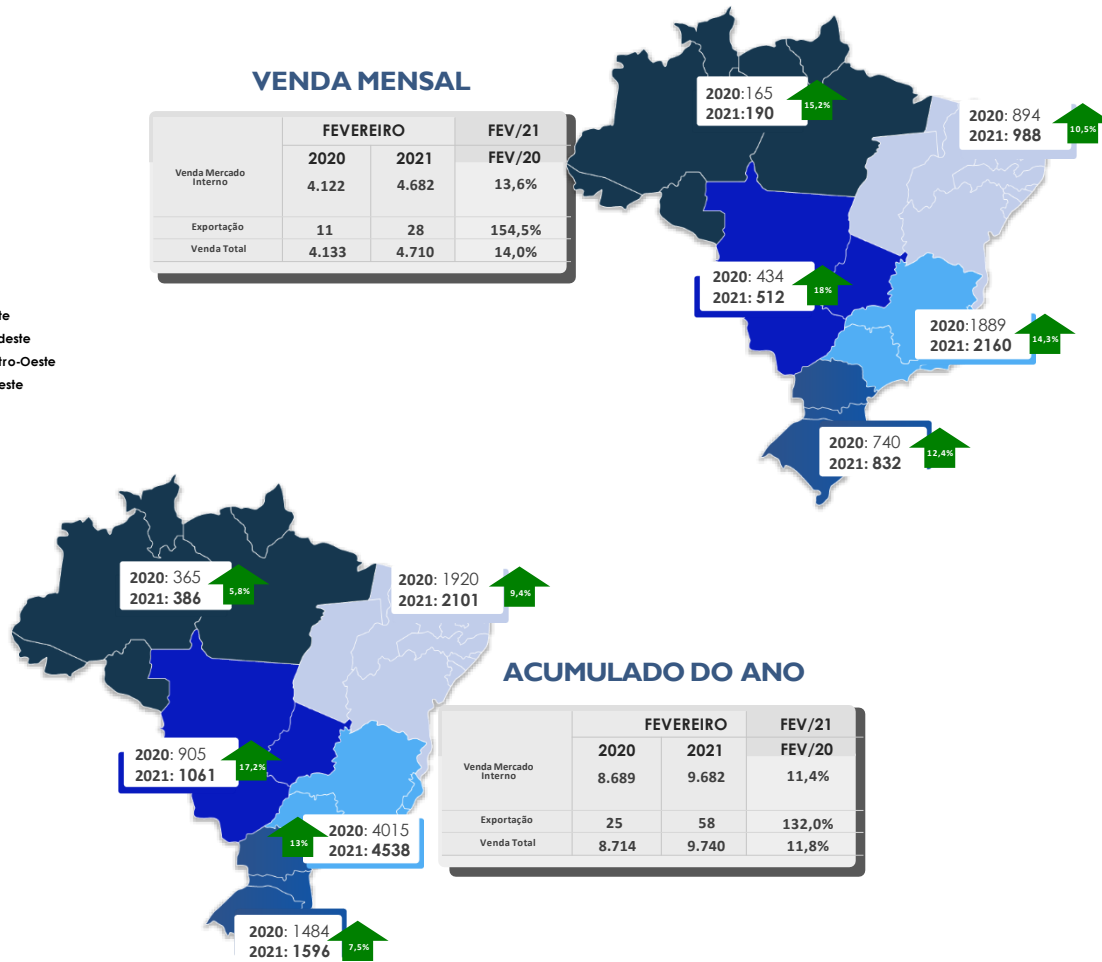 VENDA MENSAL
FEVEREIRO FEV/21
2020 2021 FEV/20
Venda Mercado
Interno
4.122 4.682 13,6%
Exportação 11 28 154,5%
Venda Total 4.133 4.710 14,0%
2020:165
2021:190
15,2%
2020: 894
2021: 988
10,5%
2020: 434
2021: 512
18%
2020:1889
2021: 2160
14,3%
2020: 740
2021: 832
12,4%
te
deste
tro-Oeste
este
2020: 365
2021: 386
5,8%
2020: 1920
2021: 2101
9,4%
2020: 905
2021: 1061
17,2%
13%
2020: 4015
2021: 4538
2020: 1484
2021: 1596
7,5%
ACUMULADO DO ANO
FEVEREIRO FEV/21
2020 2021 FEV/20
Venda Mercado
Interno
8.689 9.682 11,4%
Exportação 25 58 132,0%
Venda Total 8.714 9.740 11,8%